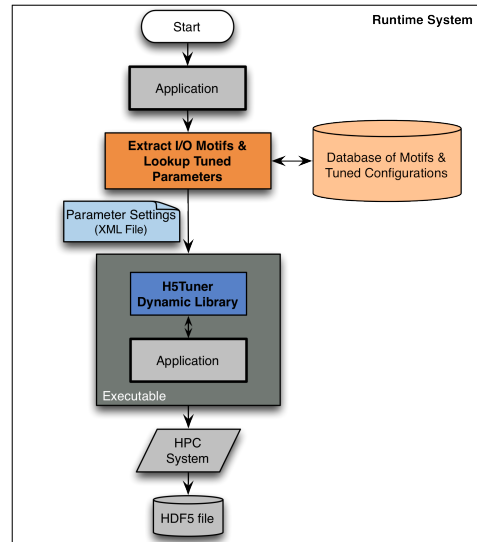 Runtime System
Start
Application
Extract I/O Motifs &
Lookup Tuned
Parameters
Database of Motifs &
Tuned Configurations
Parameter Settings
(XML File)
H5Tuner
Dynamic Library
Application
Executable
HPC
System
HDF5 file